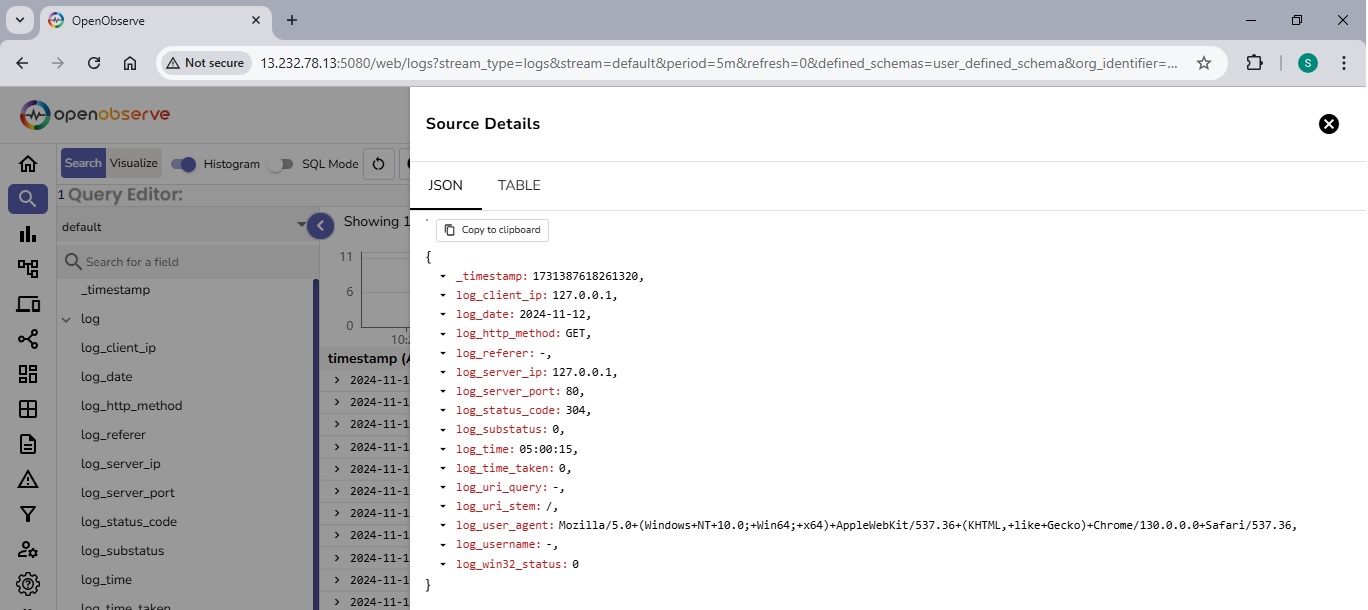 OpenObserve
Not secure
13.232.78.13:5080/web/logs?stream_type=logs&stream=default&period=5m&refresh=0&defined_schemas=user_defined_schema&org_identifier=...
S
openobserve
Search
Visualize
Histogram
SQL Mode
1
Query Editor:
default
Showing 1
Search for a field
11
6
0
10:2
_timestamp
log
log_client_ip
log_date
log_http_method
log_referer
log_server_ip
log_server_port
log_status_code
log_substatus
log_time
log_time_taken
timestamp (A
2024-11-1
2024-11-1
2024-11-1
2024-11-1
2024-11-1
2024-11-1
2024-11-1
2024-11-1
2024-11-1
2024-11-1
2024-11-1
Source Details
JSON
TABLE
Copy to clipboard
{
_timestamp: 1731387618261320,
log_client_ip: 127.0.0.1,
log_date: 2024-11-12,
log_http_method: GET,
log_referer: -,
log_server_ip: 127.0.0.1,
log_server_port: 80,
log_status_code: 304,
log_substatus: 0,
log_time: 05:00:15,
log_time_taken: 0,
log_uri_query: -,
log_uri_stem: /,
log_user_agent: Mozilla/5.0+(Windows+NT+10.0;+Win64;+x64)+AppleWebKit/537.36+(KHTML,+like+Gecko)+Chrome/130.0.0.0+Safari/537.36,
log_username: -,
log_win32_status: 0
}